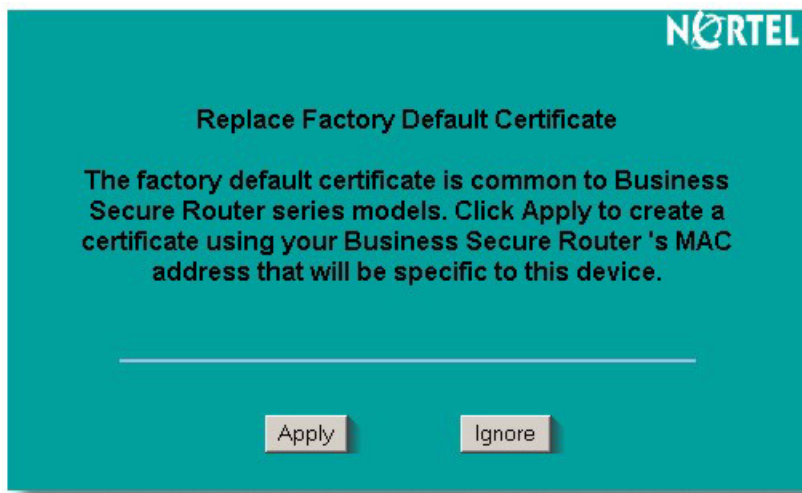 NORTEL
Replace Factory Default Certificate
The factory default certificate is common to Business
Secure Router series models. Click Apply to create a
certificate using your Business Secure Router 's MAC
address that will be specific to this device.
Apply
Ignore